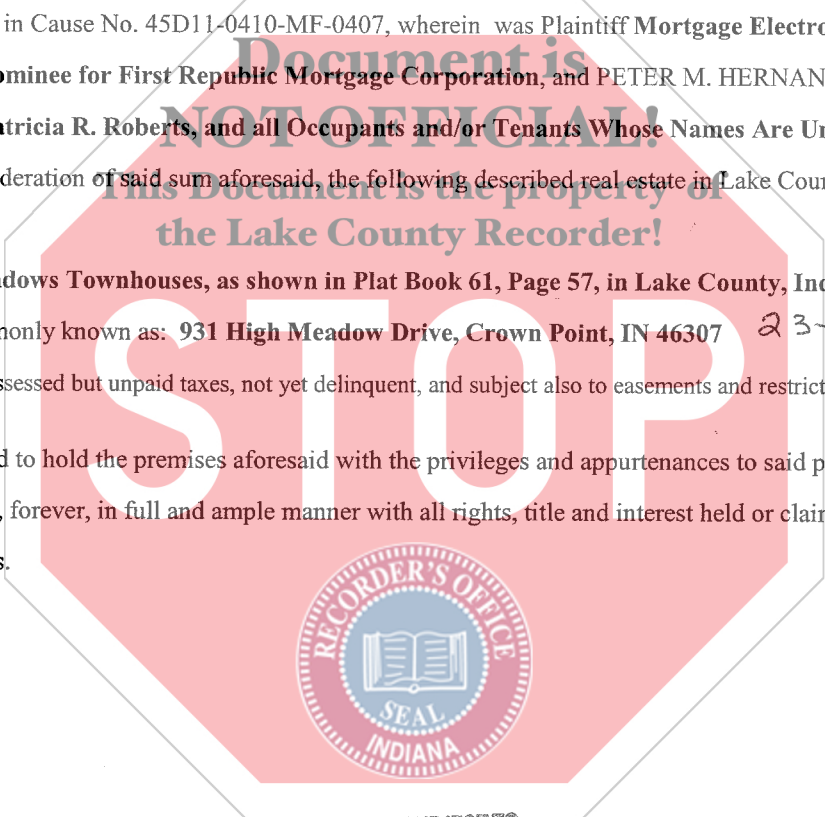 in Cause No. 45D11-0410-MF-0407, wherein was Plaintiff Mortgage Electro
Document is
ominee for First Republic Mortgage Corporation, and PETER M. HERNAN
NOT OFFICIAL!
atricia R. Roberts, and all Occupants and/or Tenants Whose Names Are Un
This Document is the property of
deration of said sum aforesaid, the following described real estate in Lake Coun
the Lake County Recorder!
adows Townhouses, as shown in Plat Book 61, Page 57, in Lake County, Ind
monly known as: 931 High Meadow Drive, Crown Point, IN 46307 23-
ssessed but unpaid taxes, not yet delinquent, and subject also to easements and restrict
STOP
d to hold the premises aforesaid with the privileges and appurtenances to said p
, forever, in full and ample manner with all rights, title and interest held or clain
s.
RECORDER'S OFFICE
SEAL
INDIANA